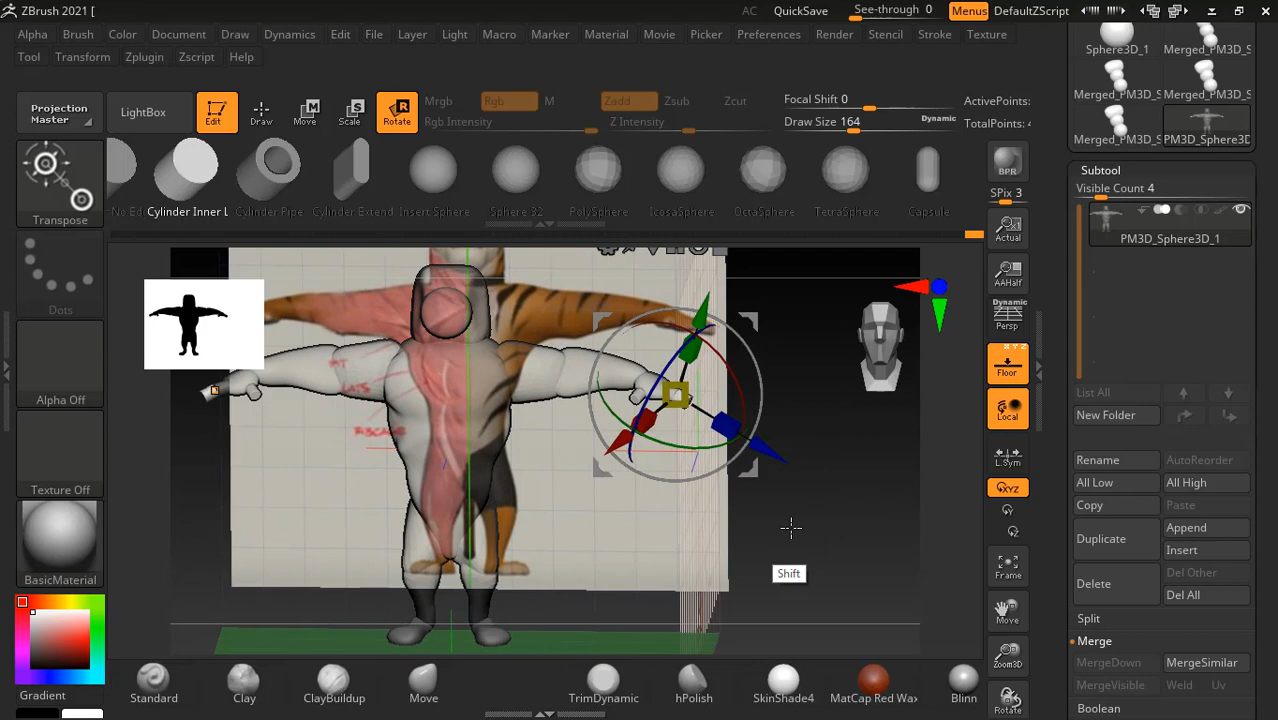 ZBrush 2021 [
AC QuickSave See-through 0 Menus DefaultZScript
Alpha Brush Color Document Draw Dynamics Edit File Layer Light Macro Marker Material Movie Picker Preferences Render Stencil Stroke Texture
Tool Transform Zplugin Zscript Help
Projection Master
LightBox
Edit Draw Move Scale Rotate
Mrgb Rgb M Zadd Zsub Zcut
Rgb Intensity Z Intensity
Focal Shift 0
Draw Size 164 Dynamic
ActivePoints:
TotalPoints: 4
Sphere3D_1 Merged_PM3D_S
Merged_PM3D_S Merged_PM3D_S
Merged_PM3D_S PM3D_Sphere3D
Transpose
No Ed Cylinder Inner L Cylinder Pipe Cylinder Extend Insert Sphere Sphere 32 PolySphere IcosaSphere OctaSphere TetraSphere Capsule
BPR
SPix 3
Actual
AAHalf
Dynamic
Persp
X Y Z
Floor
Local
L.Sym
XYZ
Y
Z
Frame
Move
Zoom3D
Rotate
Dots
Alpha Off
Texture Off
BasicMaterial
Gradient
Shift
Subtool
Visible Count 4
PM3D_Sphere3D_1
List All
New Folder
Rename AutoReorder
All Low All High
Copy Paste
Duplicate Append
Insert
Delete Del Other
Del All
Split
Merge
MergeDown MergeSimilar
MergeVisible Weld Uv
Boolean
Standard Clay ClayBuildup Move TrimDynamic hPolish SkinShade4 MatCap Red Wax Blinn